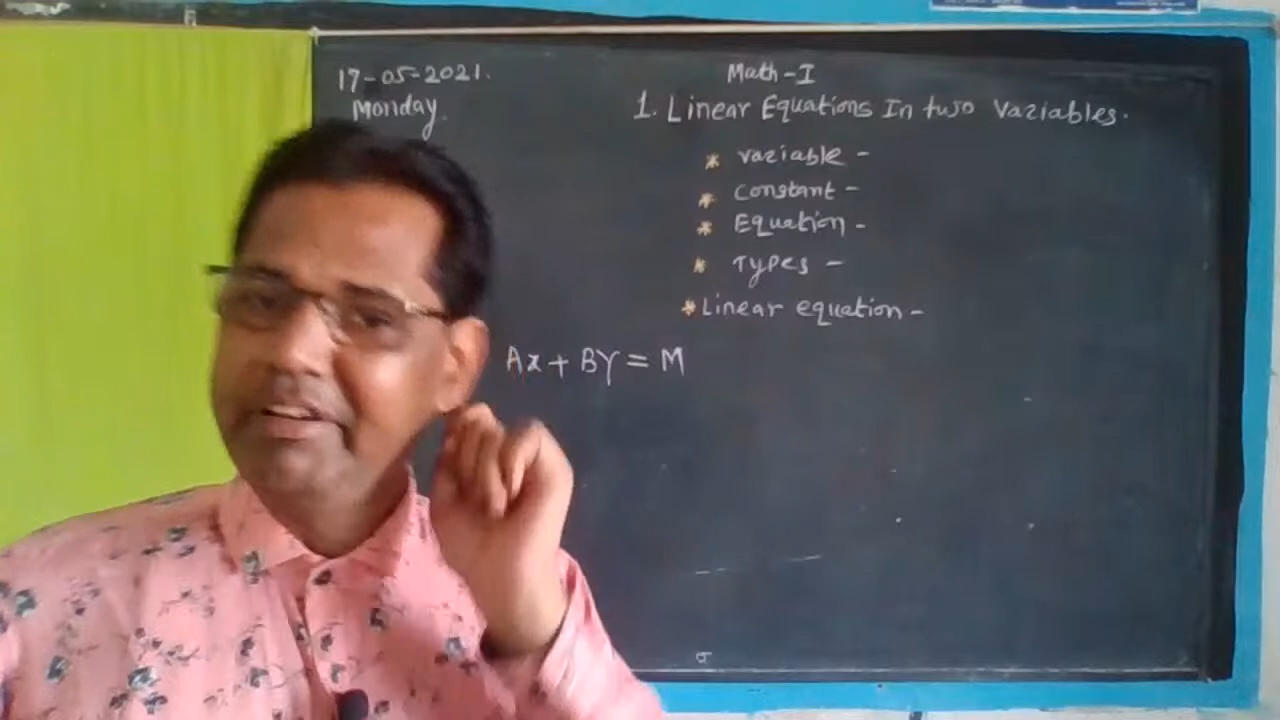 17-05-2021.
Monday.
Math-I
1. Linear Equations In two Variables.
* Variable -
* Constant -
* Equation -
* Types -
* Linear equation -
Ax + BY = M